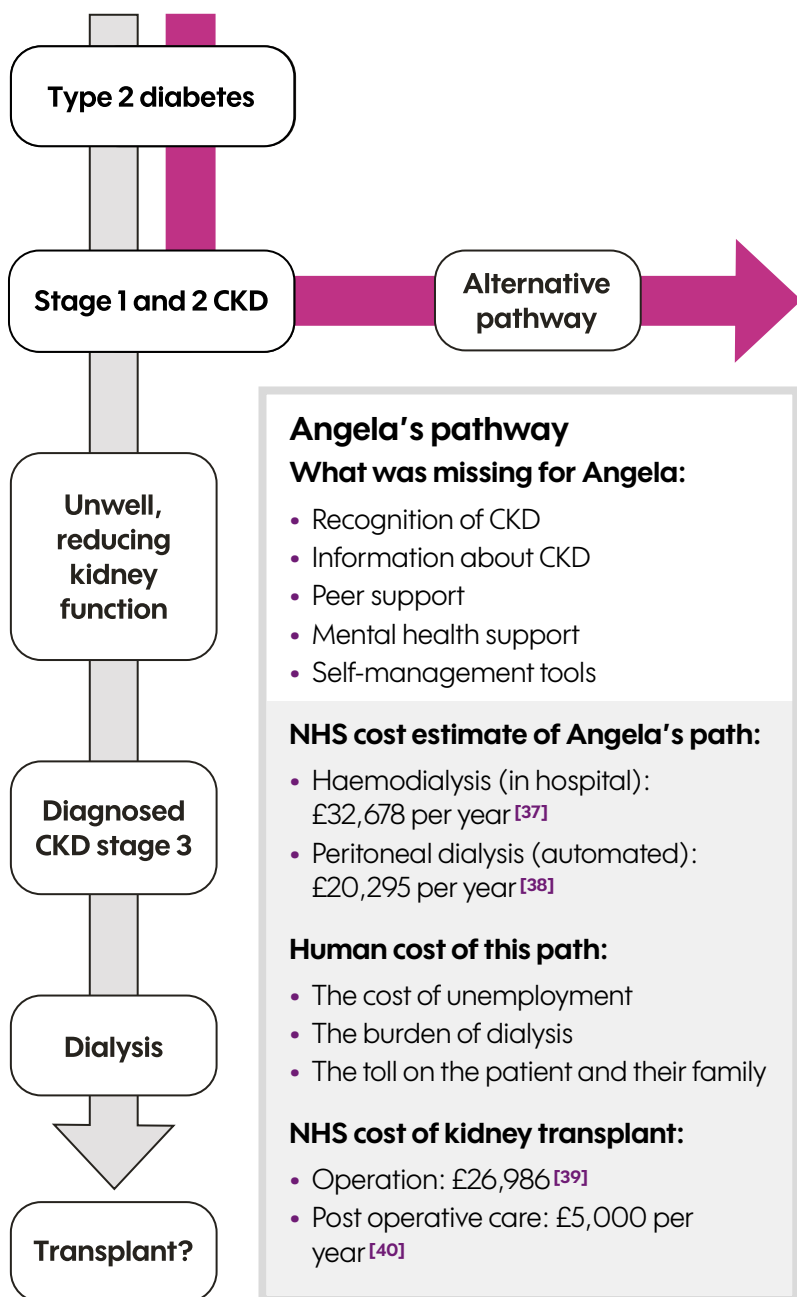 Type 2 diabetes
Stage 1 and 2 CKD
Alternative
pathway
Unwell,
reducing
kidney
function
Diagnosed
CKD stage 3
Dialysis
Transplant?
Angela’s pathway
What was missing for Angela:
• Recognition of CKD
• Information about CKD
• Peer support
• Mental health support
• Self-management tools
NHS cost estimate of Angela’s path:
• Haemodialysis (in hospital):
£32,678 per year [37]
• Peritoneal dialysis (automated):
£20,295 per year [38]
Human cost of this path:
• The cost of unemployment
• The burden of dialysis
• The toll on the patient and their family
NHS cost of kidney transplant:
• Operation: £26,986 [39]
• Post operative care: £5,000 per
year [40]